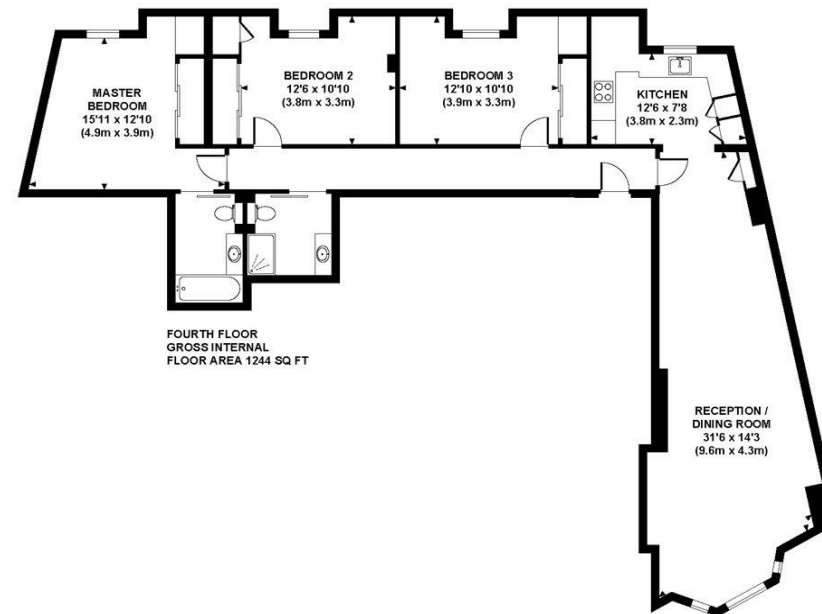 MASTER
BEDROOM
15'11 x 12'10
(4.9m x 3.9m)
BEDROOM 2
12'6 x 10'10
(3.8m x 3.3m)
BEDROOM 3
12'10 x 10'10
(3.9m x 3.3m)
KITCHEN
12'6 x 7'8
(3.8m x 2.3m)
FOURTH FLOOR
GROSS INTERNAL
FLOOR AREA 1244 SQ FT
RECEPTION /
DINING ROOM
31'6 x 14'3
(9.6m x 4.3m)